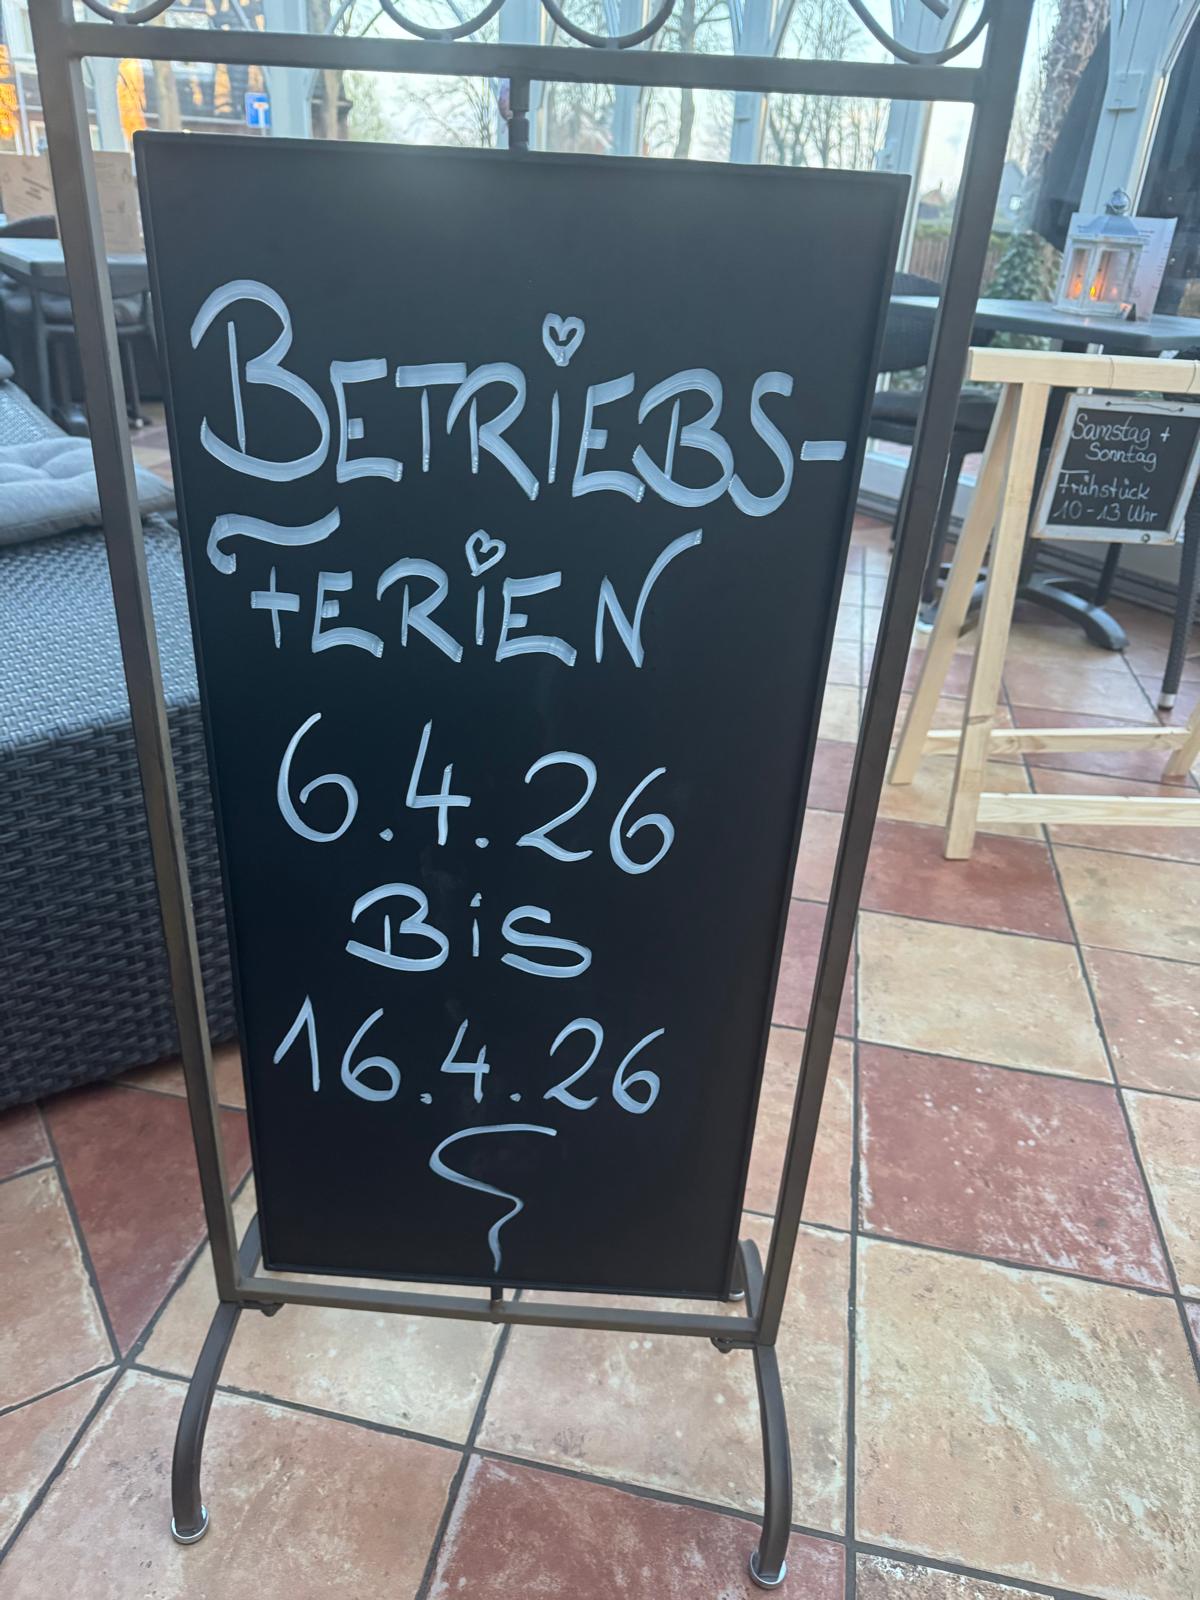 BETRiEBS-
FERiEN
6.4.26
BiS
16.4.26
Samstag +
Sonntag
Frühstück
10-13 Uhr